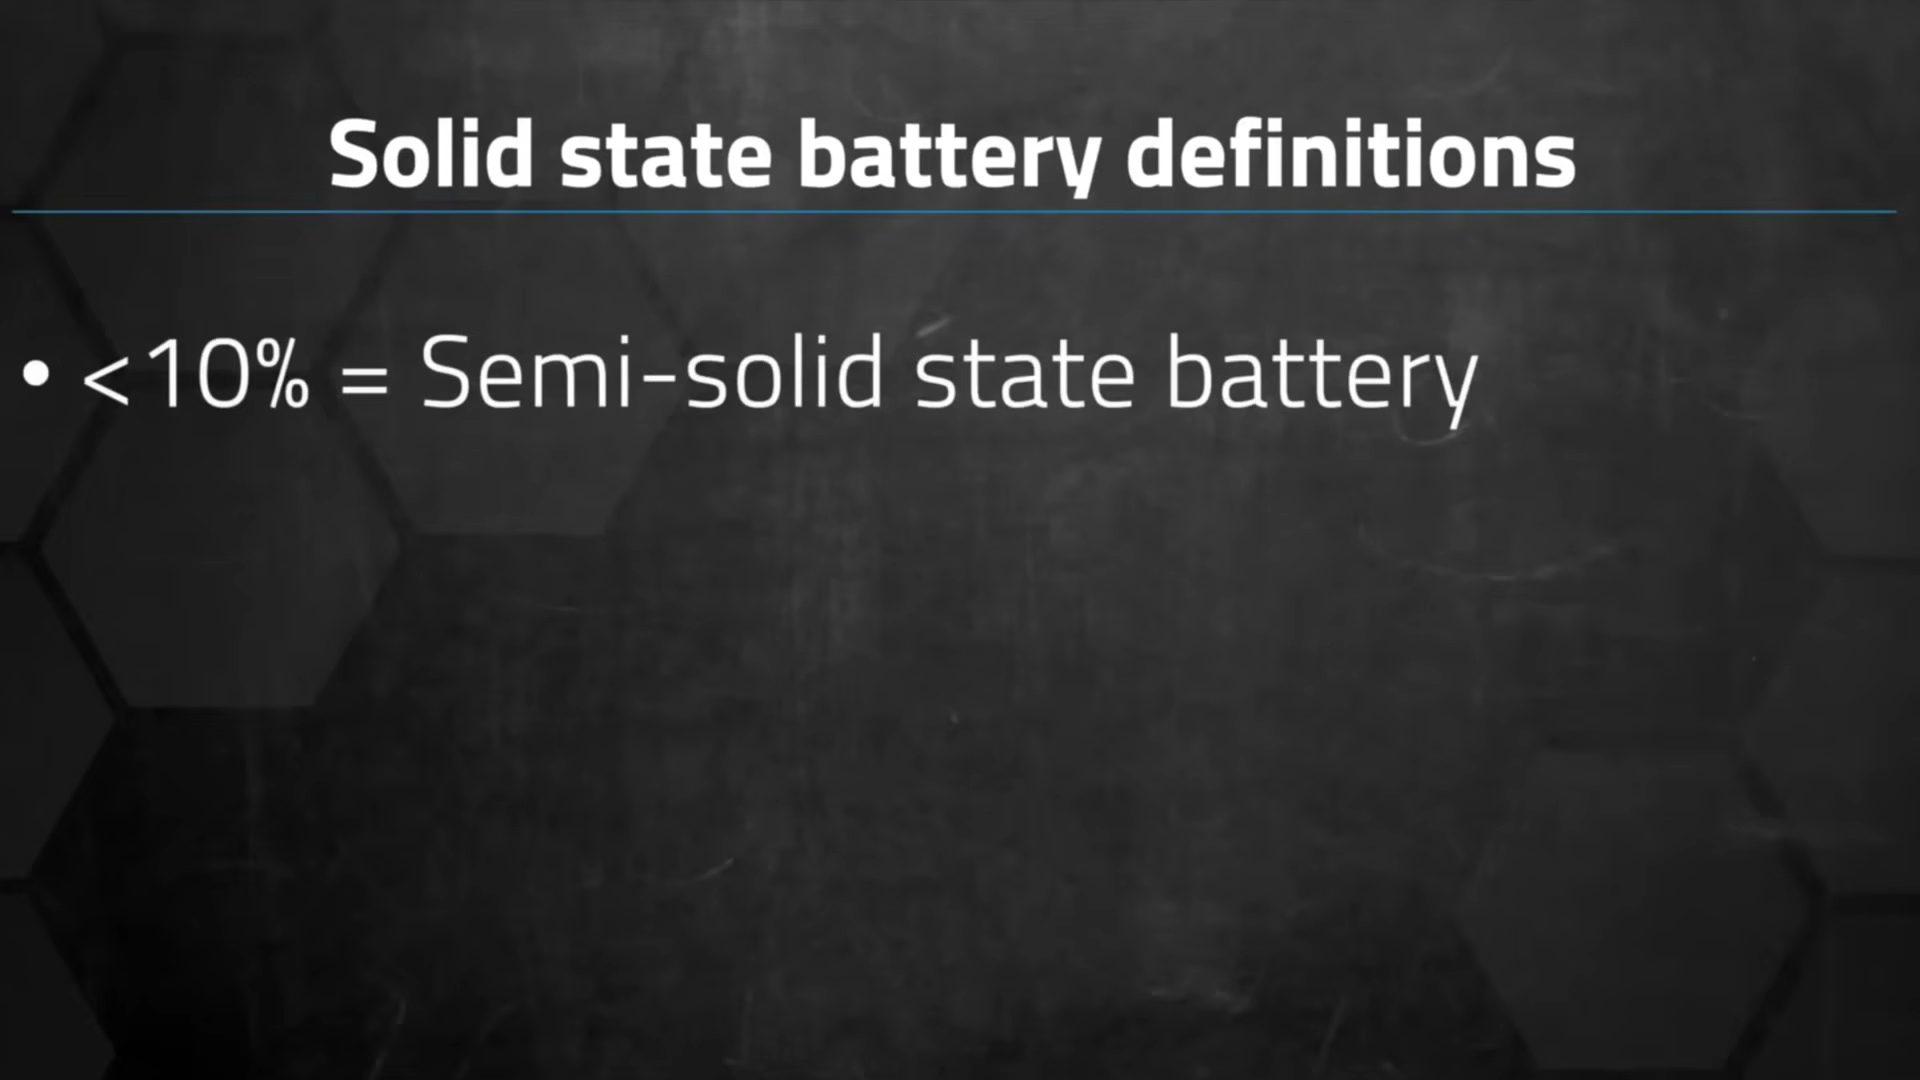 Solid state battery definitions
• <10% = Semi-solid state battery